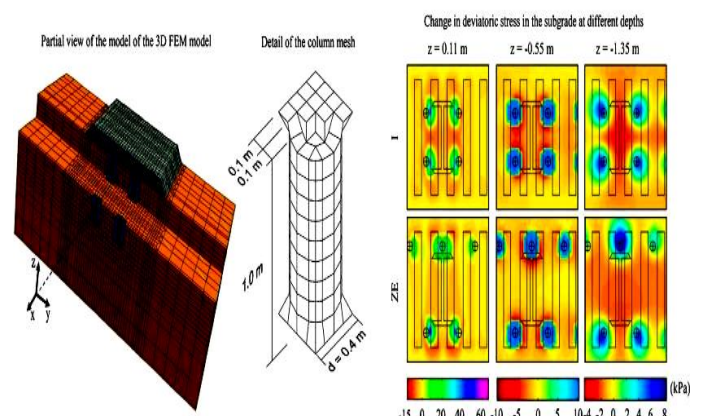 Partial view of the model of the 3D FEM model
Detail of the column mesh
Change in deviatoric stress in the subgrade at different depths
z = 0.11 m
z = -0.55 m
z = -1.35 m
0.1 m
0.1 m
1.0 m
d = 0.4 m
z
x
y
I
ZE
(kPa)
-15 0 20 40 60
-10 -5 0 5 10
-4 -2 0 2 4 6 8